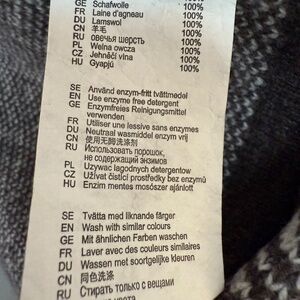 GE Schafwolle 100%
FR Laine d'agneau 100%
DU Lamswol 100%
CN 羊毛 100%
RU овечья шерсть 100%
PL Wełna owcza 100%
CZ Jehněčí vlna 100%
HU Gyapjú 100%
SE Använd enzym-fritt tvättmedel
EN Use enzyme free detergent
GE Enzymfreies Reinigungsmittel
verwenden
FR Utiliser une lessive sans enzymes
DU Neutraal wasmiddel enzym vrij
CN 使用无酶洗涤剂
RU Использовать порошок,
не содержащий энзимов
PL Używac łagodnych detergentow
CZ Užívat čistící prostředky bez enzymů
HU Enzim mentes mosószer ajánlott
SE Tvätta med liknande färger
EN Wash with similar colours
GE Mit ähnlichen Farben waschen
FR Laver avec des couleurs similaires
DU Wassen met soortgelijke kleuren
CN 同色洗涤
RU Стирать только с вещами
цвета